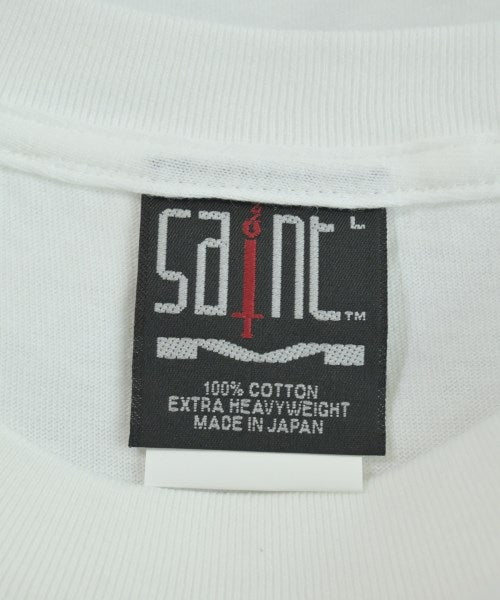 saint L
™
100% COTTON
EXTRA HEAVYWEIGHT
MADE IN JAPAN